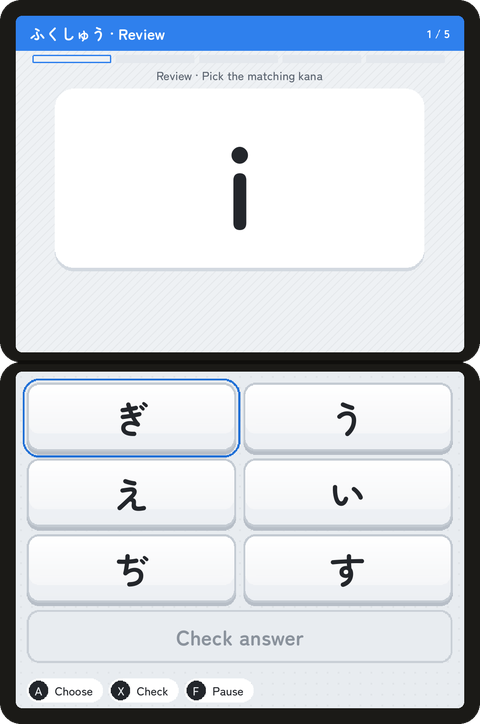 ふくしゅう · Review
1 / 5
Review · Pick the matching kana
i
ぎ
う
え
い
ぢ
す
Check answer
A Choose X Check F Pause